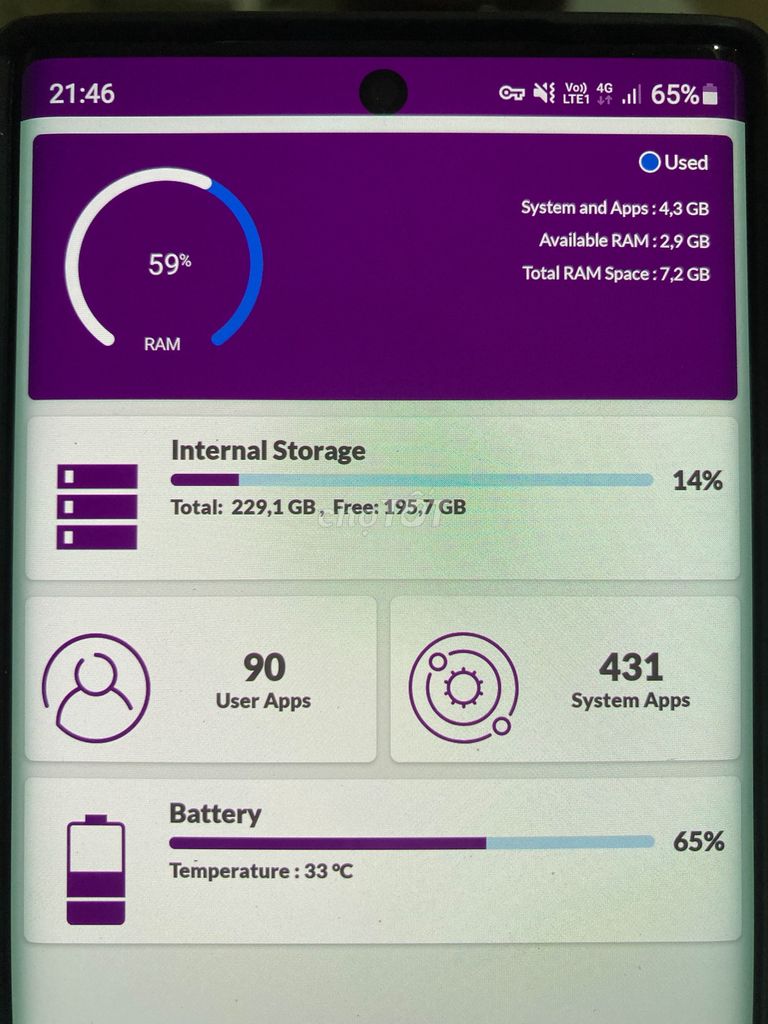 21:46
Vo)) 4G
LTE1
65%
Used
System and Apps : 4,3 GB
Available RAM : 2,9 GB
Total RAM Space : 7,2 GB
59%
RAM
Internal Storage
14%
Total: 229,1 GB , Free: 195,7 GB
chợTỐT
90
User Apps
431
System Apps
Battery
65%
Temperature : 33 °C